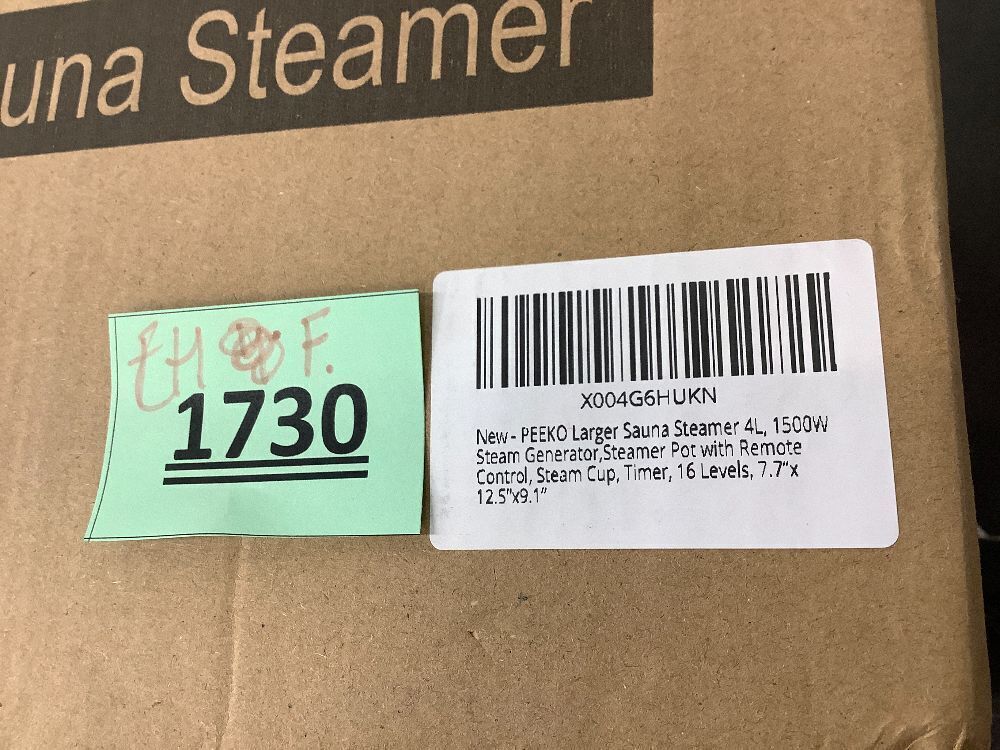 una Steamer
F.
1730
X004G6HUKN
New - PEEKO Larger Sauna Steamer 4L, 1500W
Steam Generator,Steamer Pot with Remote
Control, Steam Cup, Timer, 16 Levels, 7.7"x
12.5"x9.1"